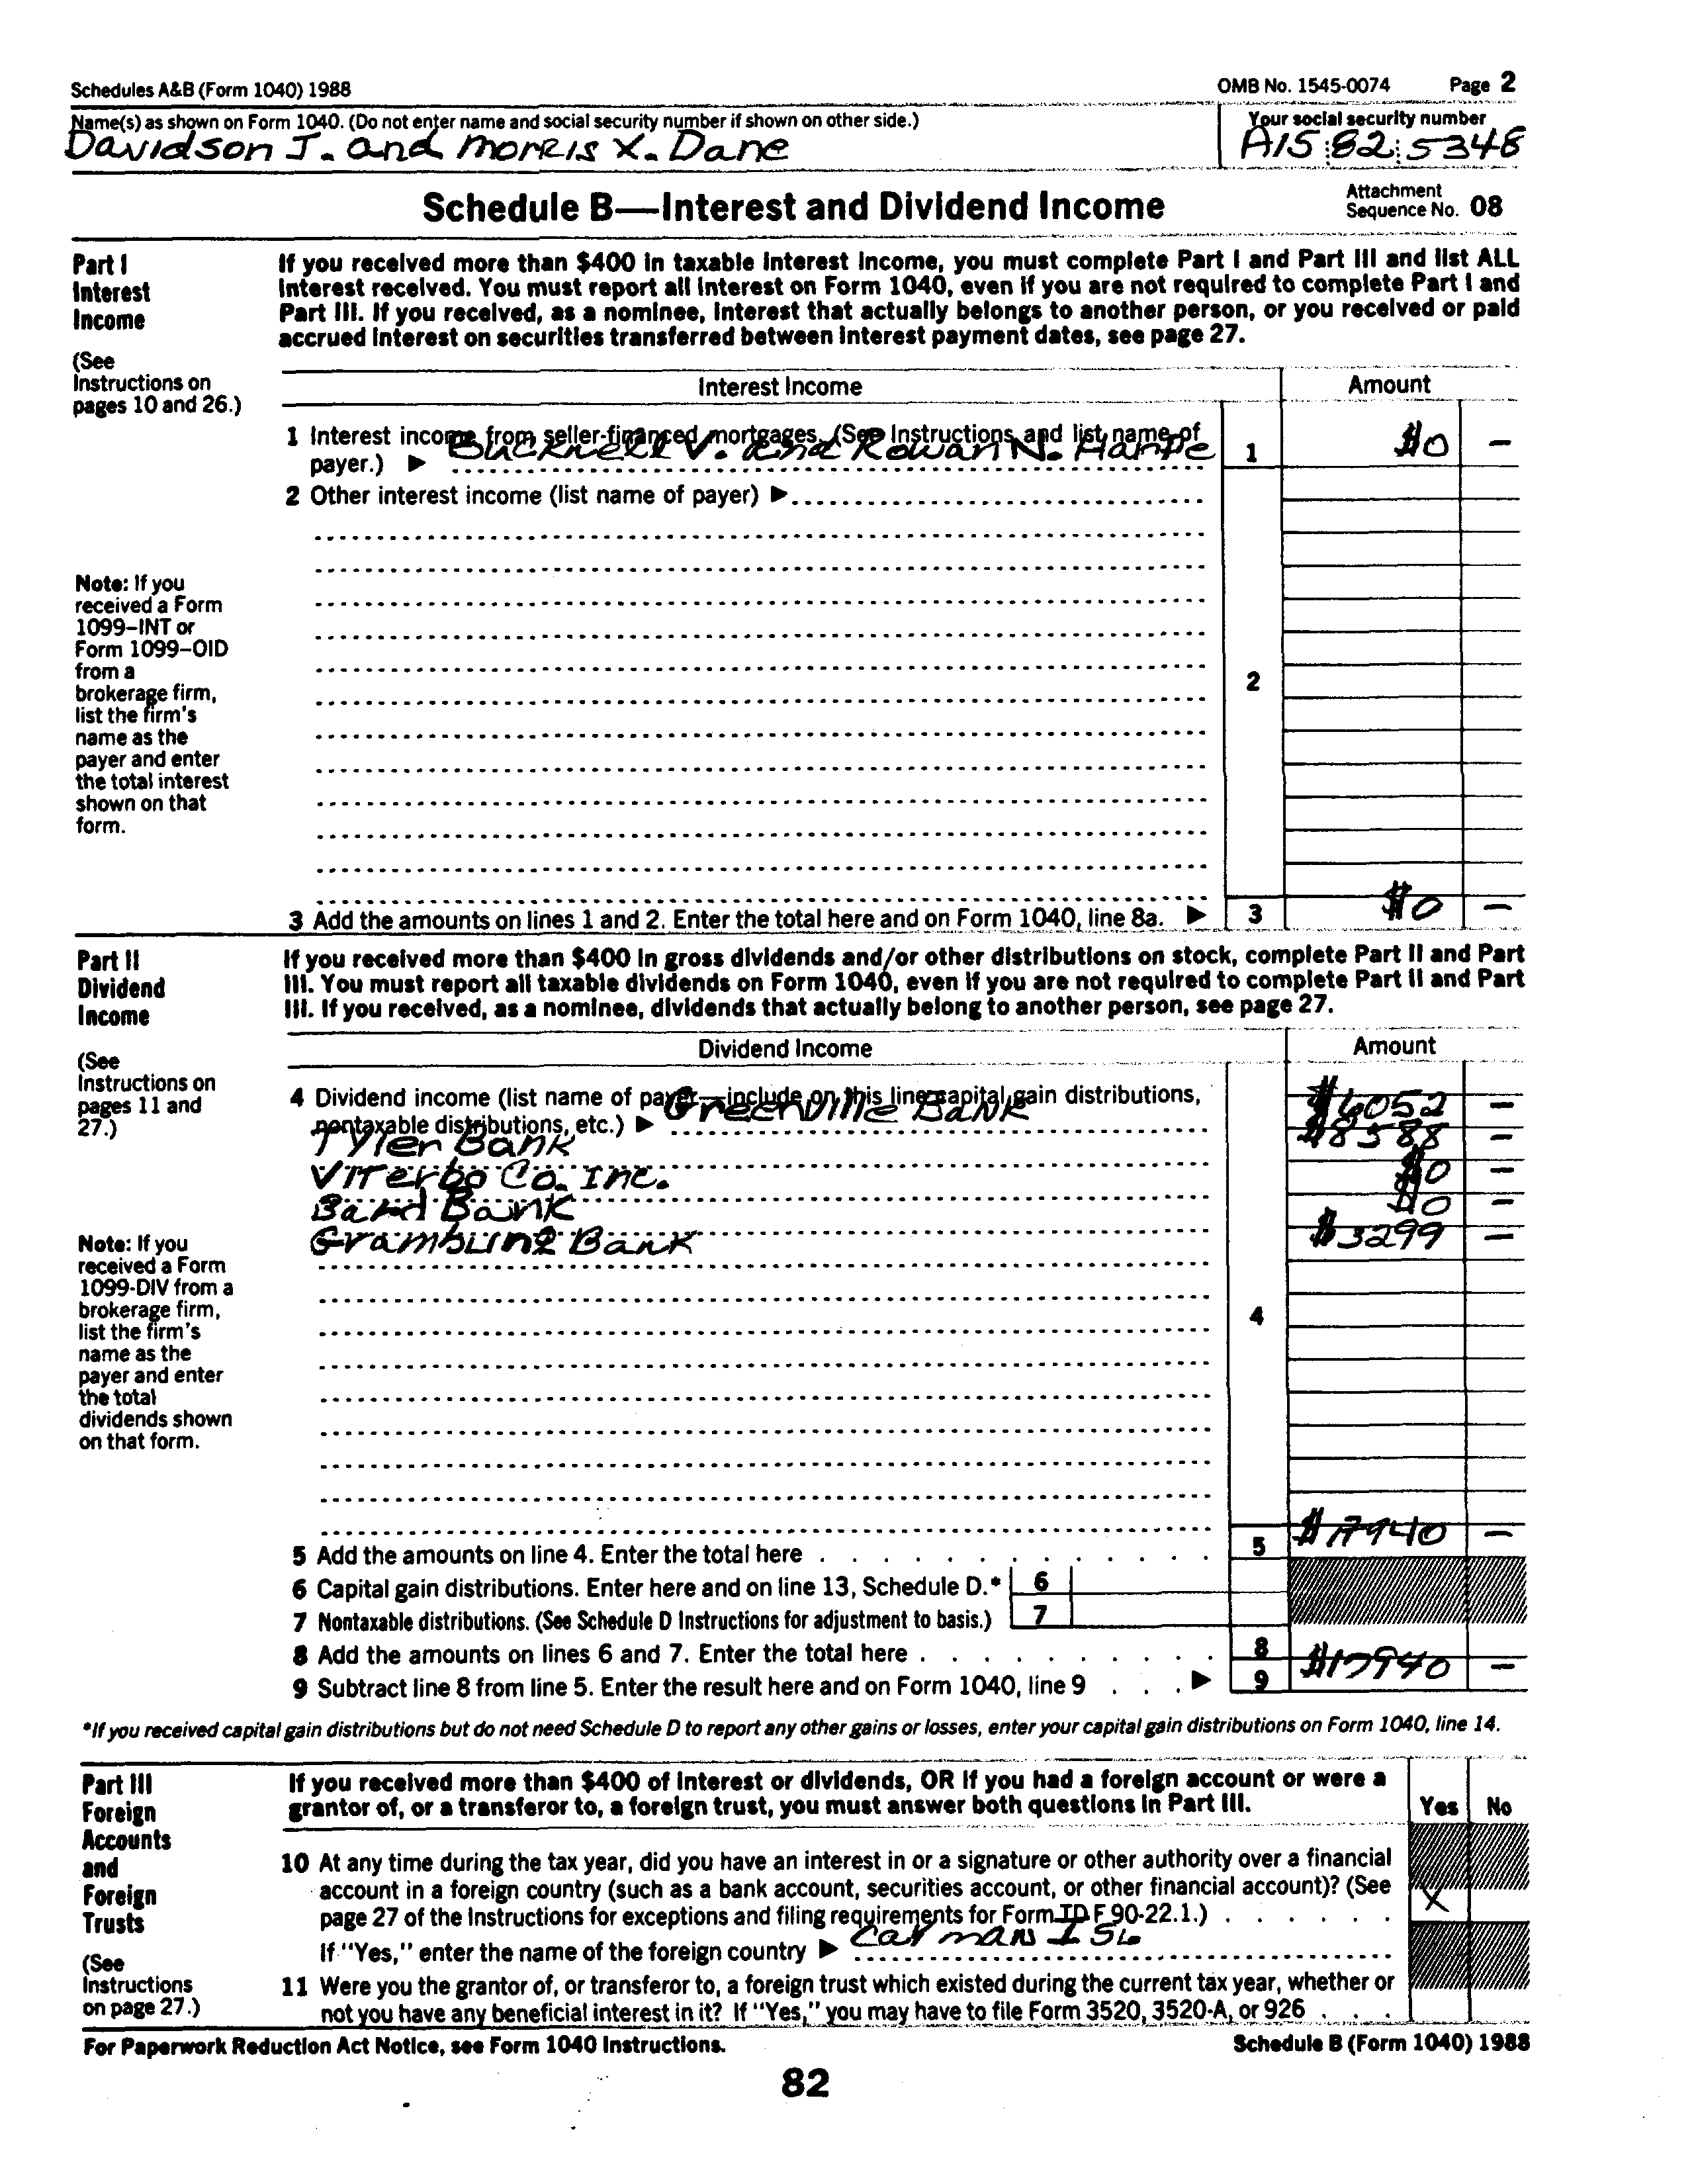 Schedules A&B (Form 1040) 1988 OMB No. 1545-0074 Page 2
Name(s) as shown on Form 1040. (Do not enter name and social security number if shown on other side.) Your social security number
Davidson J. and Morris X. Dane A15 82 5348
Schedule B—Interest and Dividend Income Attachment Sequence No. 08
Part I
Interest
Income
(See
Instructions on
pages 10 and 26.)
If you received more than $400 in taxable interest income, you must complete Part I and Part III and list ALL
interest received. You must report all interest on Form 1040, even if you are not required to complete Part I and
Part III. If you received, as a nominee, interest that actually belongs to another person, or you received or paid
accrued interest on securities transferred between interest payment dates, see page 27.
Interest Income Amount
1 Interest income from seller-financed mortgages. (See Instructions and list name of
payer.) ▶ Bucknell V. and Rowan N. 1 $0 —
2 Other interest income (list name of payer) ▶
Note: If you
received a Form
1099–INT or
Form 1099–OID
from a
brokerage firm,
list the firm's
name as the
payer and enter
the total interest
shown on that
form.
2
3 Add the amounts on lines 1 and 2. Enter the total here and on Form 1040, line 8a. ▶ 3 $0 —
Part II
Dividend
Income
(See
Instructions on
pages 11 and
27.)
If you received more than $400 in gross dividends and/or other distributions on stock, complete Part II and Part
III. You must report all taxable dividends on Form 1040, even if you are not required to complete Part II and Part
III. If you received, as a nominee, dividends that actually belong to another person, see page 27.
Dividend Income Amount
4 Dividend income (list name of payer—include on this line capital gain distributions,
nontaxable distributions, etc.) ▶ Greenville Bank $6052 —
Tyler Bank $8588 —
Viterbo Co. Inc. $0 —
Bard Bank $0 —
Grambling Bank $3299 —
Note: If you
received a Form
1099-DIV from a
brokerage firm,
list the firm's
name as the
payer and enter
the total
dividends shown
on that form.
4
5 Add the amounts on line 4. Enter the total here 5 $17940 —
6 Capital gain distributions. Enter here and on line 13, Schedule D.* 6
7 Nontaxable distributions. (See Schedule D Instructions for adjustment to basis.) 7
8 Add the amounts on lines 6 and 7. Enter the total here 8
9 Subtract line 8 from line 5. Enter the result here and on Form 1040, line 9 ▶ 9 $17940 —
*If you received capital gain distributions but do not need Schedule D to report any other gains or losses, enter your capital gain distributions on Form 1040, line 14.
Part III
Foreign
Accounts
and
Foreign
Trusts
(See
Instructions
on page 27.)
If you received more than $400 of interest or dividends, OR if you had a foreign account or were a
grantor of, or a transferor to, a foreign trust, you must answer both questions in Part III. Yes No
10 At any time during the tax year, did you have an interest in or a signature or other authority over a financial
account in a foreign country (such as a bank account, securities account, or other financial account)? (See
page 27 of the Instructions for exceptions and filing requirements for Form TD F 90-22.1.) X
If "Yes," enter the name of the foreign country ▶ Cayman Isl
11 Were you the grantor of, or transferor to, a foreign trust which existed during the current tax year, whether or
not you have any beneficial interest in it? If "Yes," you may have to file Form 3520, 3520-A, or 926
For Paperwork Reduction Act Notice, see Form 1040 Instructions. Schedule B (Form 1040) 1988
82